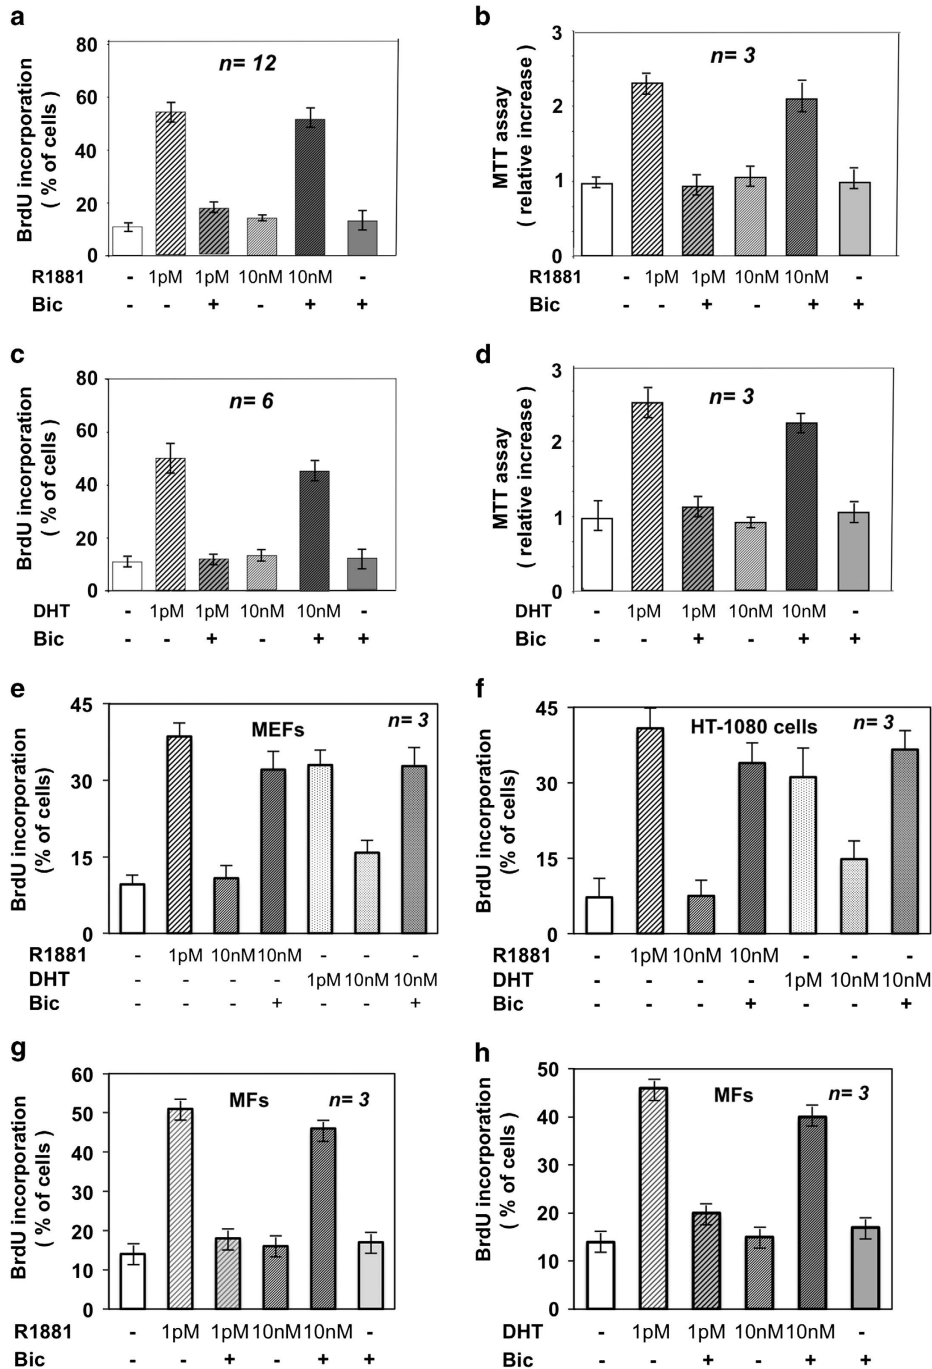 a
BrdU incorporation
( % of cells )
80
60
40
20
0
n= 12
R1881 - 1pM 1pM 10nM 10nM -
Bic - - + - + +
b
MTT assay
( relative increase )
3
2
1
0
n= 3
R1881 - 1pM 1pM 10nM 10nM -
Bic - - + - + +
c
BrdU incorporation
( % of cells )
80
60
40
20
0
n= 6
DHT - 1pM 1pM 10nM 10nM -
Bic - - + - + +
d
MTT assay
( relative increase )
3
2
1
0
n= 3
DHT - 1pM 1pM 10nM 10nM -
Bic - - + - + +
e
BrdU incorporation
(% of cells)
45
30
15
0
MEFs
n= 3
R1881 - 1pM 10nM 10nM - - -
DHT - - - - 1pM 10nM 10nM
Bic - - - + - - +
f
BrdU incorporation
(% of cells)
45
30
15
0
HT-1080 cells
n= 3
R1881 - 1pM 10nM 10nM - - -
DHT - - - - 1pM 10nM 10nM
Bic - - - + - - +
g
BrdU incorporation
( % of cells )
60
50
40
30
20
10
0
MFs
n= 3
R1881 - 1pM 1pM 10nM 10nM -
Bic - - + - + +
h
BrdU incorporation
( % of cells )
50
40
30
20
10
0
MFs
n= 3
DHT - 1pM 1pM 10nM 10nM -
Bic - - + - + +